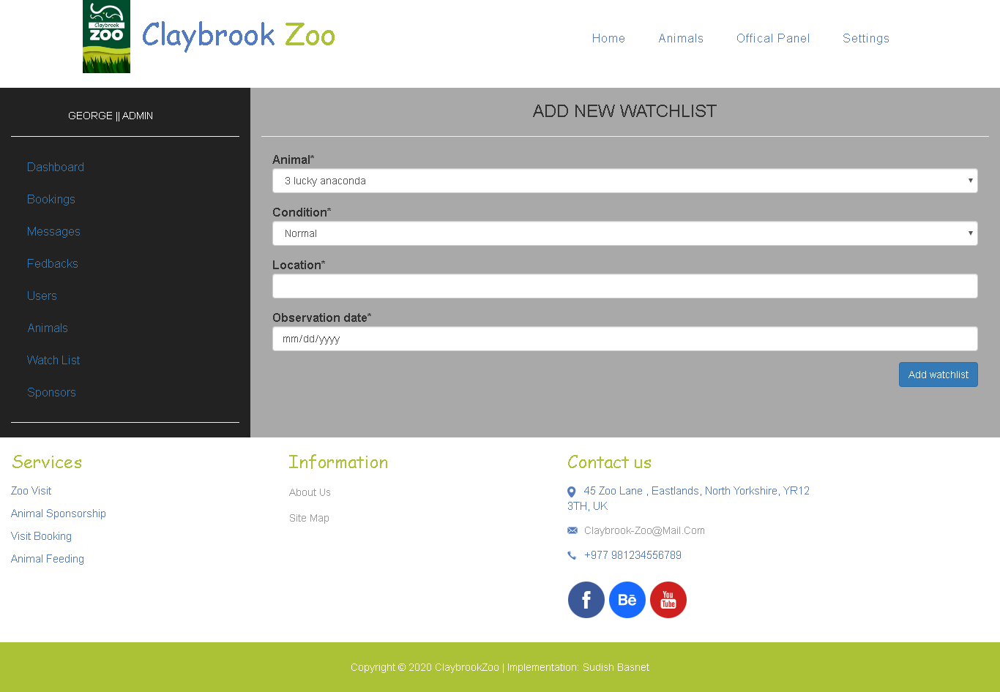 Claybrook
ZOO
Claybrook Zoo
Home Animals Offical Panel Settings
GEORGE || ADMIN
Dashboard
Bookings
Messages
Fedbacks
Users
Animals
Watch List
Sponsors
ADD NEW WATCHLIST
Animal*
3 lucky anaconda
Condition*
Normal
Location*
Observation date*
mm/dd/yyyy
Add watchlist
Services
Zoo Visit
Animal Sponsorship
Visit Booking
Animal Feeding
Information
About Us
Site Map
Contact us
45 Zoo Lane , Eastlands, North Yorkshire, YR12
3TH, UK
Claybrook-Zoo@Mail.Com
+977 981234556789
f
Bē
You
Tube
Copyright © 2020 ClaybrookZoo | Implementation: Sudish Basnet